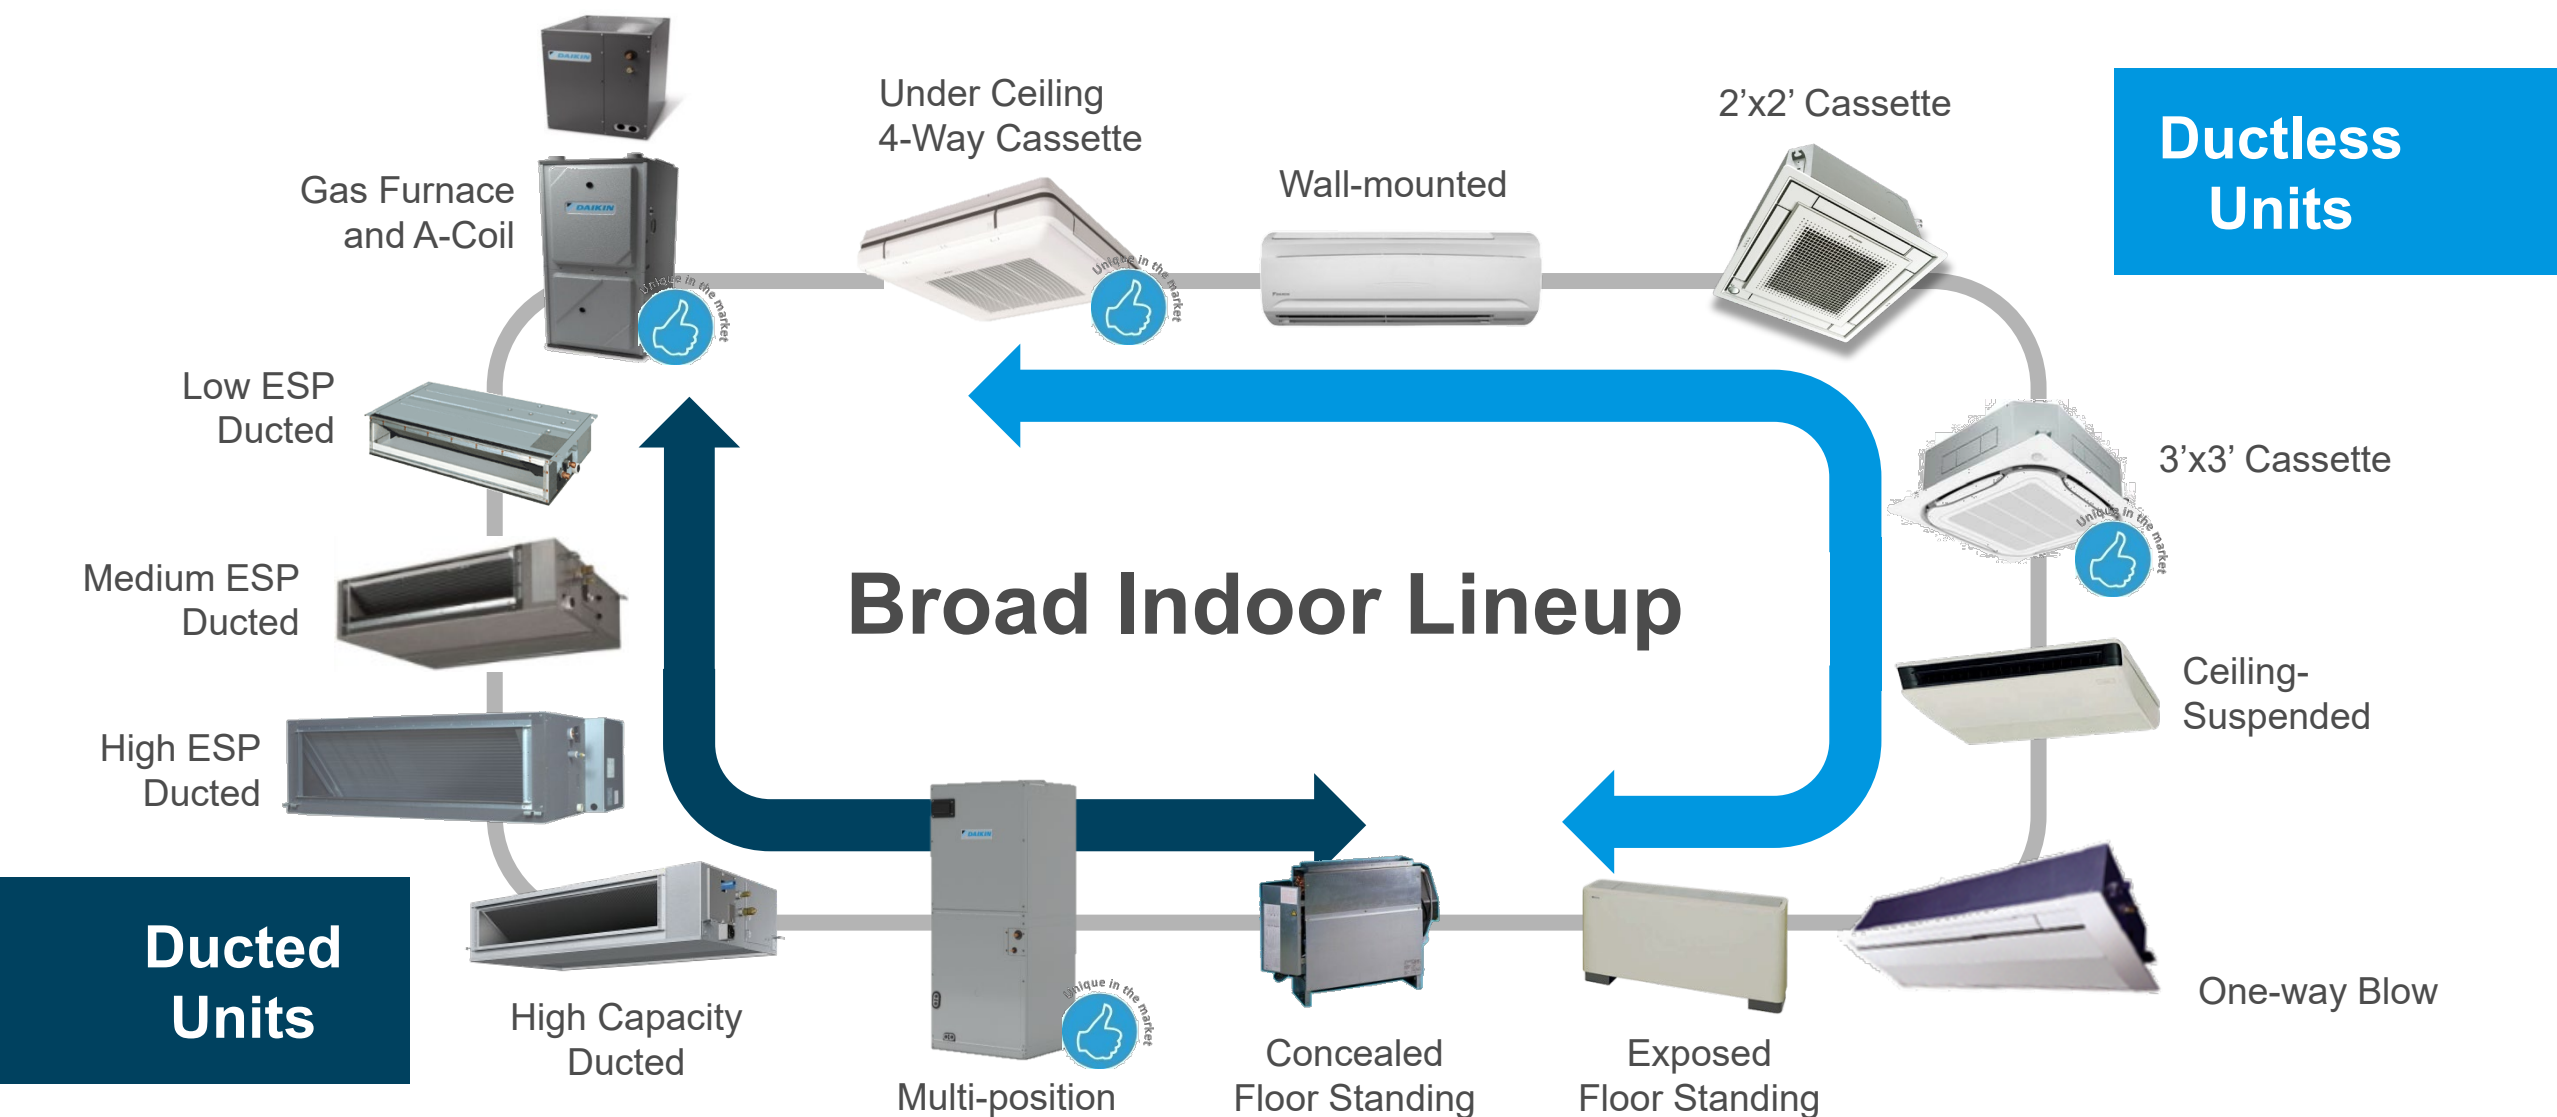 DAIKIN
Under Ceiling
4-Way Cassette
2’x2’ Cassette
Ductless
Units
Gas Furnace
and A-Coil
DAIKIN
Wall-mounted
Unique in the market
Unique in the market
Low ESP
Ducted
3’x3’ Cassette
Unique in the market
Medium ESP
Ducted
Broad Indoor Lineup
Ceiling-
Suspended
High ESP
Ducted
DAIKIN
Ducted
Units
High Capacity
Ducted
Unique in the market
Multi-position
Concealed
Floor Standing
Exposed
Floor Standing
One-way Blow